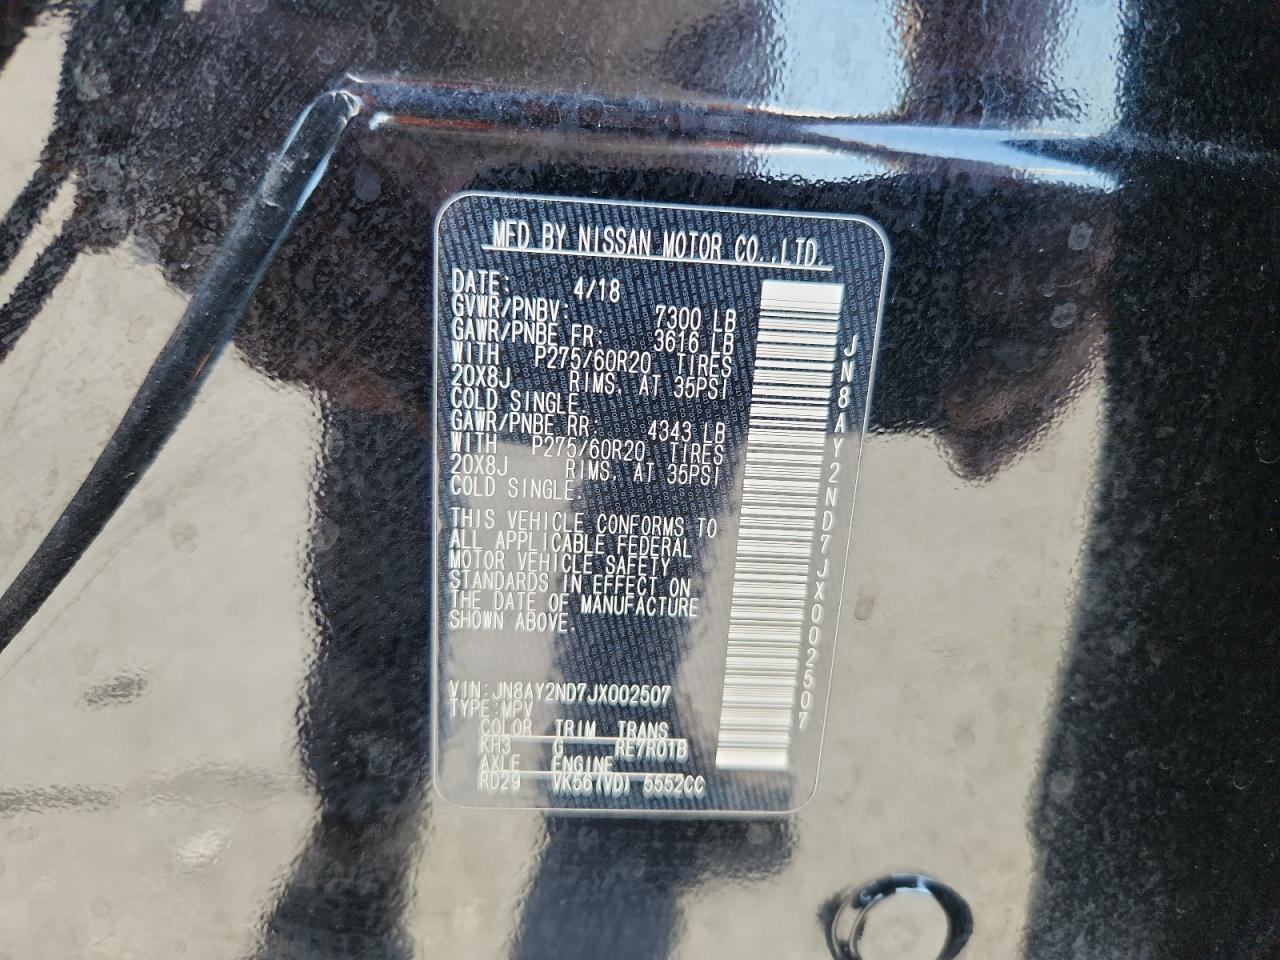 MFD BY NISSAN MOTOR CO.,LTD.
DATE: 4/18
GVWR/PNBV: 7300 LB
GAWR/PNBE FR: 3616 LB
WITH P275/60R20 TIRES
20X8J RIMS, AT 35PSI
COLD SINGLE.
GAWR/PNBE RR: 4343 LB
WITH P275/60R20 TIRES
20X8J RIMS, AT 35PSI
COLD SINGLE.
THIS VEHICLE CONFORMS TO
ALL APPLICABLE FEDERAL
MOTOR VEHICLE SAFETY
STANDARDS IN EFFECT ON
THE DATE OF MANUFACTURE
SHOWN ABOVE.
VIN:JN8AY2ND7JX002507
TYPE:MPV
COLOR TRIM TRANS
KH3 G RE7R01B
AXLE ENGINE
RD29 VK56(VD) 5552CC
JN8AY2ND7JX002507